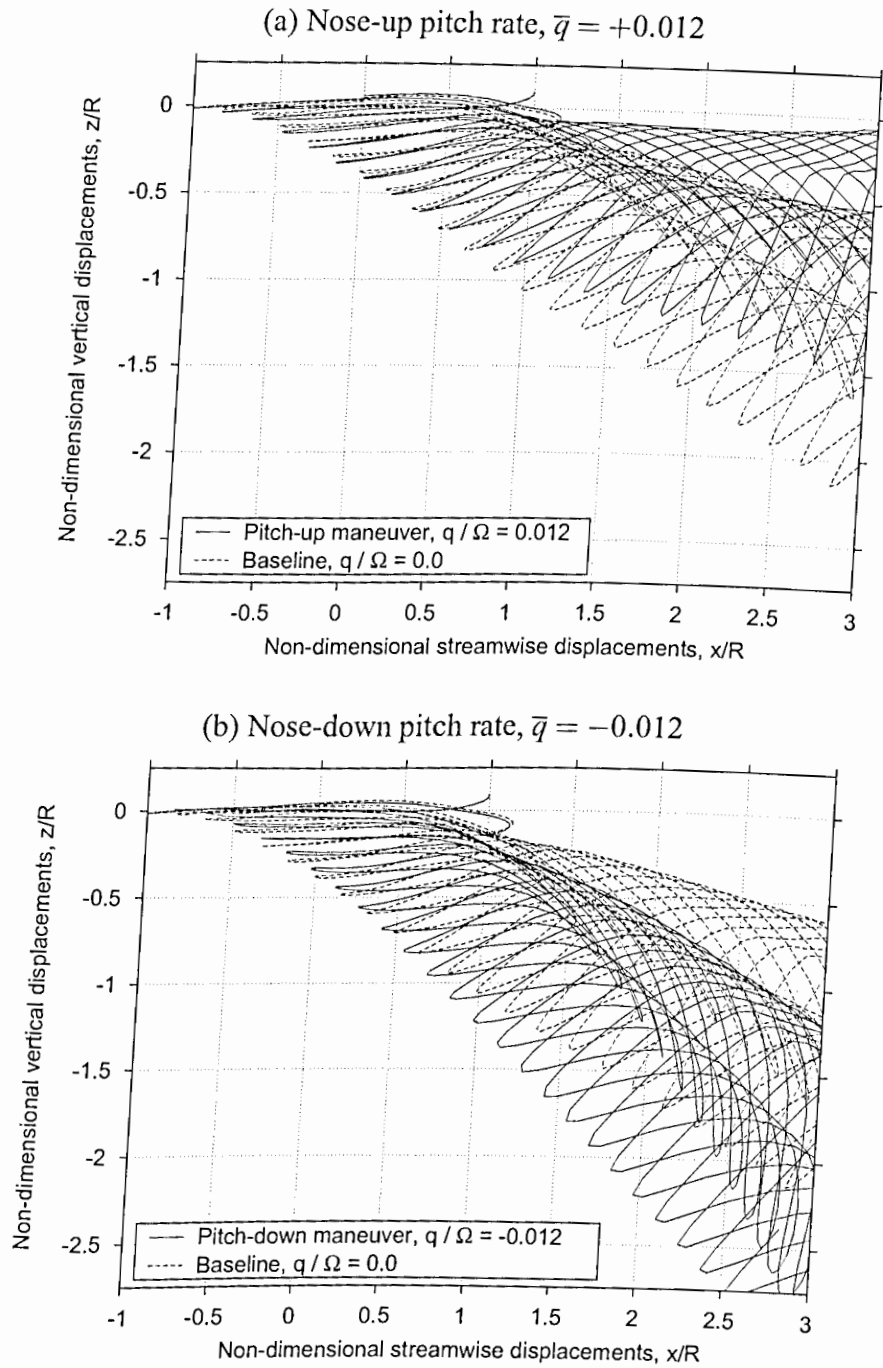 (a) Nose-up pitch rate, q̅ = +0.012
Non-dimensional vertical displacements, z/R
0
-0.5
-1
-1.5
-2
-2.5
Pitch-up maneuver, q / Ω = 0.012
Baseline, q / Ω = 0.0
-1 -0.5 0 0.5 1 1.5 2 2.5 3
Non-dimensional streamwise displacements, x/R
(b) Nose-down pitch rate, q̅ = −0.012
Non-dimensional vertical displacements, z/R
0
-0.5
-1
-1.5
-2
-2.5
Pitch-down maneuver, q / Ω = -0.012
Baseline, q / Ω = 0.0
-1 -0.5 0 0.5 1 1.5 2 2.5 3
Non-dimensional streamwise displacements, x/R